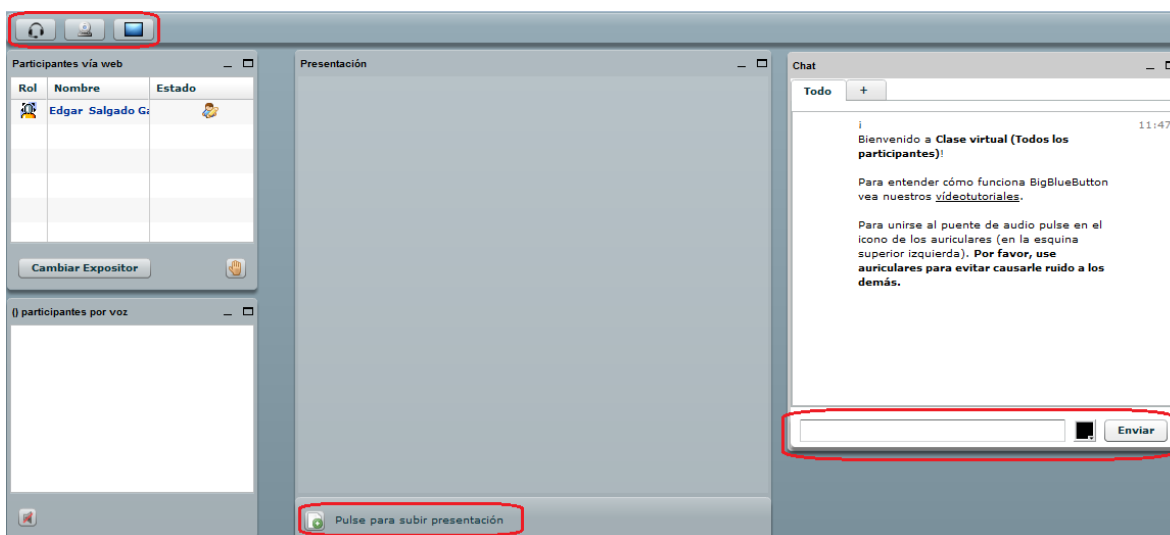 Participantes vía web
Rol Nombre Estado
Edgar Salgado Ga
Cambiar Expositor
() participantes por voz
Presentación
Pulse para subir presentación
Chat
Todo +
i 11:47
Bienvenido a Clase virtual (Todos los
participantes)!
Para entender cómo funciona BigBlueButton
vea nuestros vídeotutoriales.
Para unirse al puente de audio pulse en el
icono de los auriculares (en la esquina
superior izquierda). Por favor, use
auriculares para evitar causarle ruido a los
demás.
Enviar